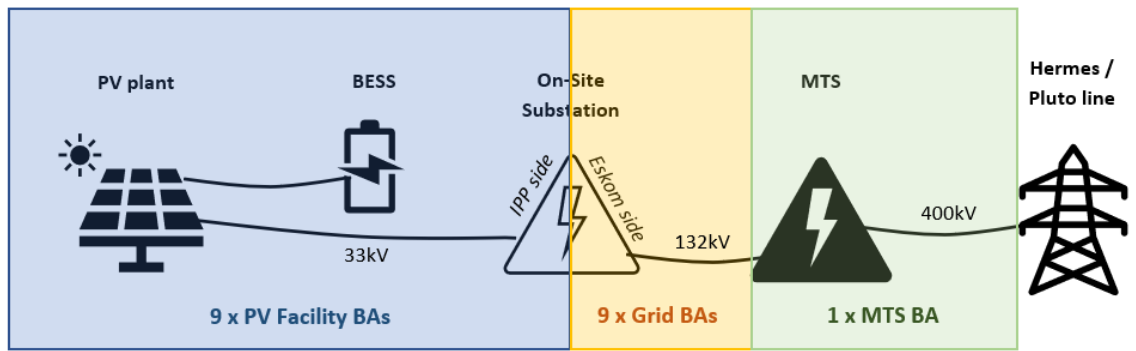 PV plant
BESS
On-Site
Substation
MTS
Hermes /
Pluto line
IPP side
Eskom side
33kV
132kV
400kV
9 x PV Facility BAs
9 x Grid BAs
1 x MTS BA